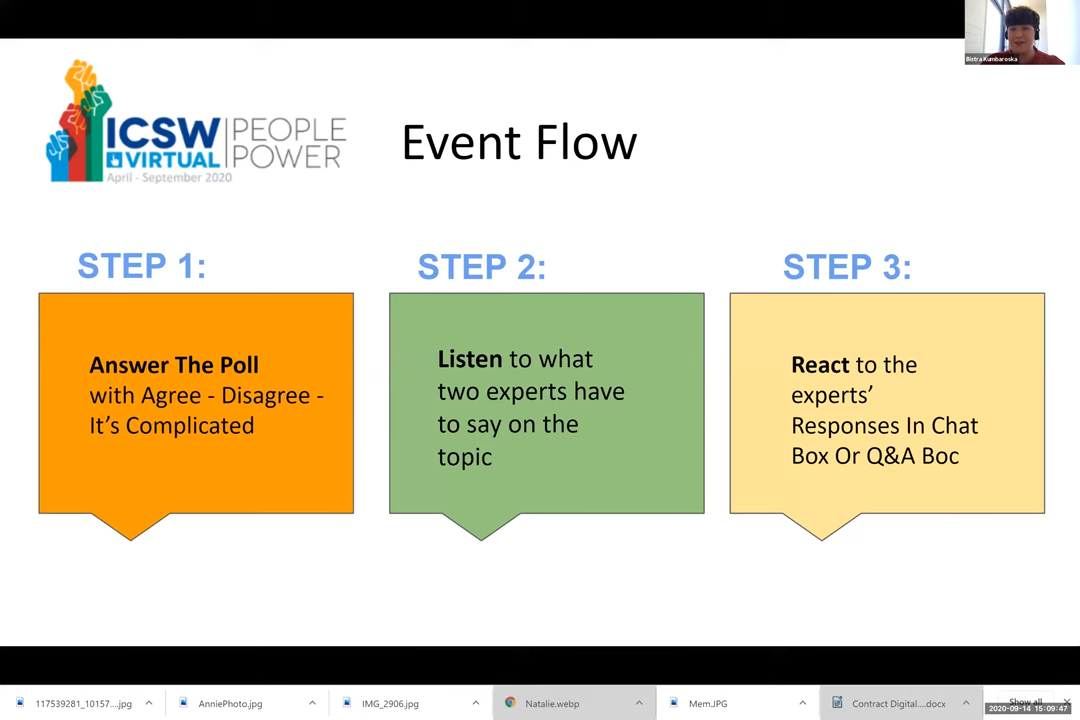 Bistra Kumbaroska
ICSW
VIRTUAL
PEOPLE
POWER
April - September 2020
Event Flow
STEP 1:
Answer The Poll
with Agree - Disagree -
It's Complicated
STEP 2:
Listen to what
two experts have
to say on the
topic
STEP 3:
React to the
experts'
Responses In Chat
Box Or Q&A Boc
117539281_10157....jpg
AnniePhoto.jpg
IMG_2906.jpg
Natalie.webp
Mem.JPG
Contract Digital....docx
Show all
2020-09-14 15:09:47